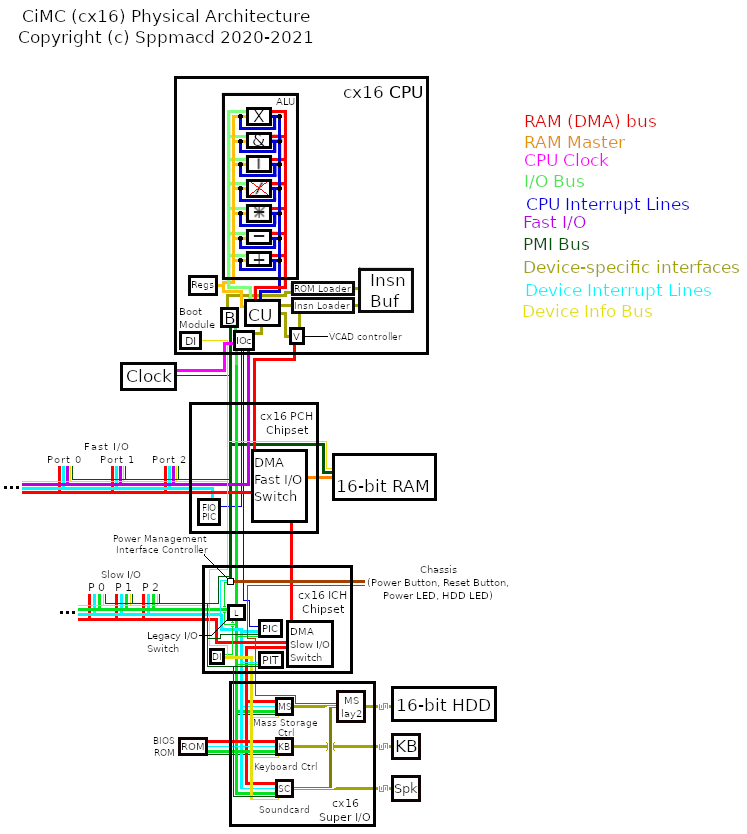 CiMC (cx16) Physical Architecture
Copyright (c) Sppmacd 2020-2021
cx16 CPU
ALU
X
&
|
/
*
-
+
RAM (DMA) bus
RAM Master
CPU Clock
I/O Bus
CPU Interrupt Lines
Fast I/O
PMI Bus
Device-specific interfaces
Device Interrupt Lines
Device Info Bus
Regs
ROM Loader
Insn Loader
Insn
Buf
Boot
Module
B
CU
DI
IOc
V
VCAD controller
Clock
cx16 PCH
Chipset
Fast I/O
Port 0
Port 1
Port 2
DMA
Fast I/O
Switch
16-bit RAM
...
FIO
PIC
Power Management
Interface Controller
Chassis
(Power Button, Reset Button,
Power LED, HDD LED)
Slow I/O
P 0
P 1
P 2
cx16 ICH
Chipset
...
L
PIC
DMA
Slow I/O
Switch
Legacy I/O
Switch
DI
PIT
MS
MS
lay2
16-bit HDD
Mass Storage
Ctrl
BIOS
ROM
ROM
KB
KB
Keyboard Ctrl
SC
Spk
Soundcard
cx16
Super I/O